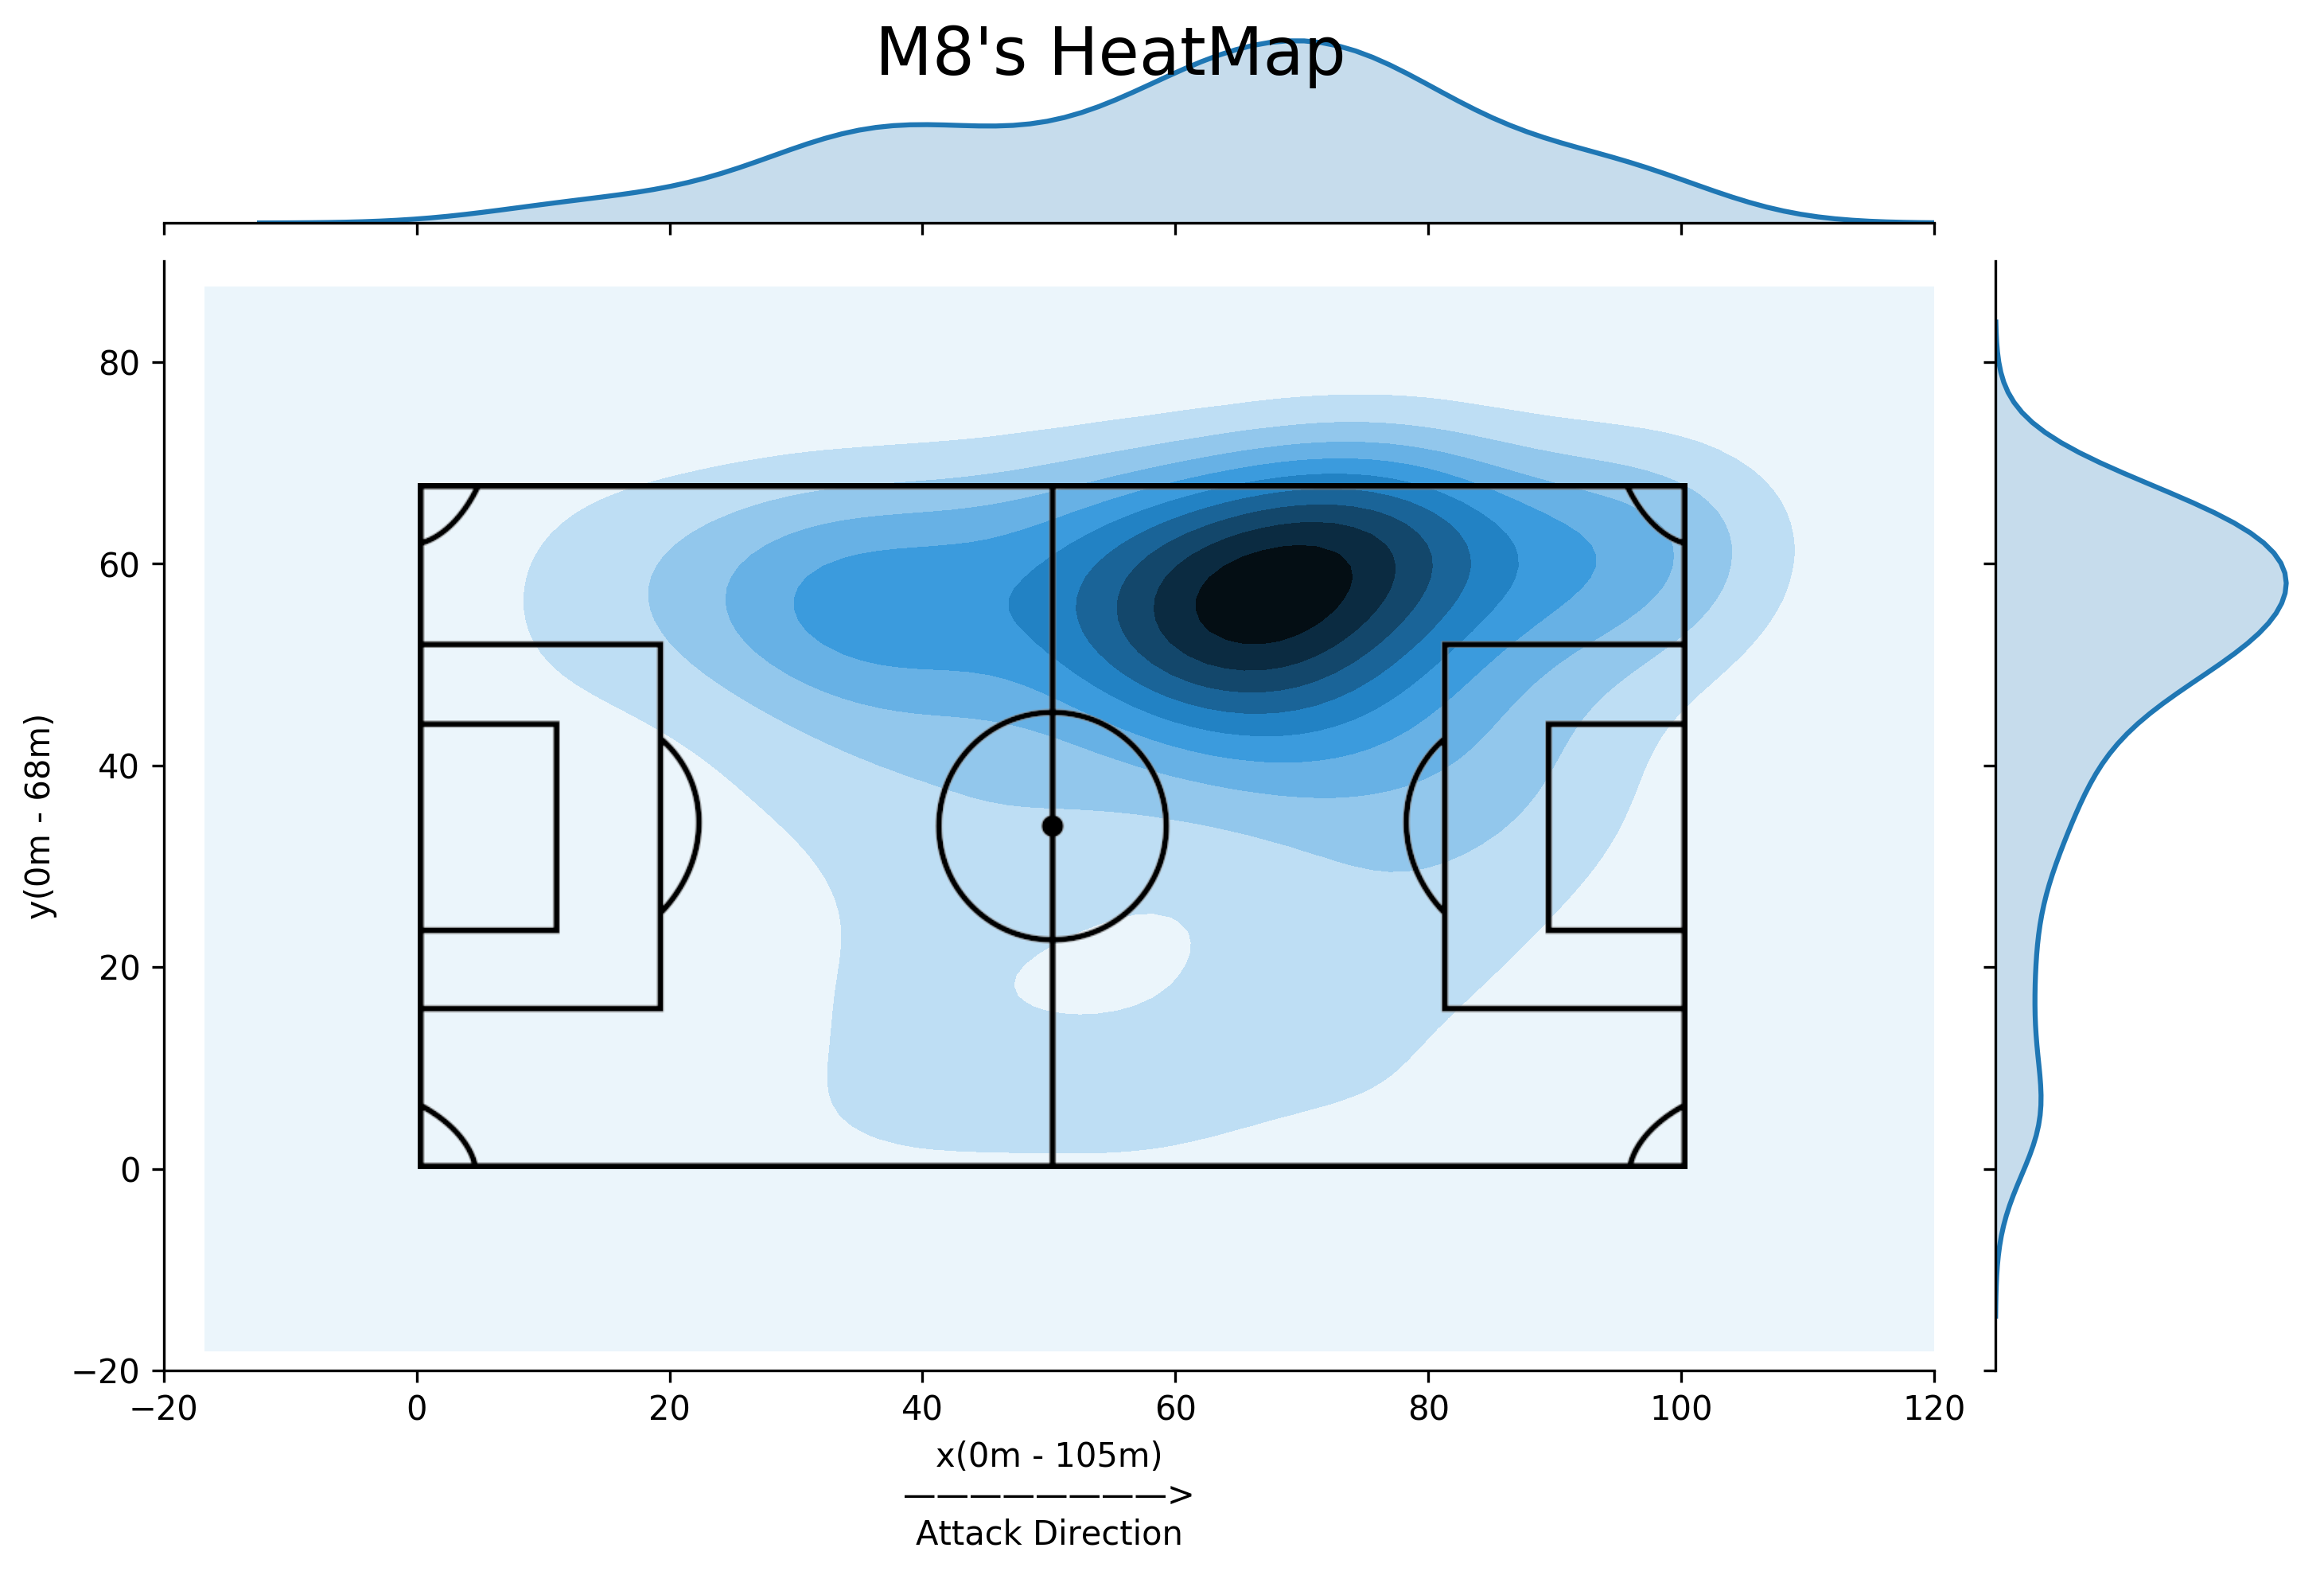 M8's HeatMap
80
60
40
20
0
−20
y(0m - 68m)
−20 0 20 40 60 80 100 120
x(0m - 105m)
————————>
Attack Direction